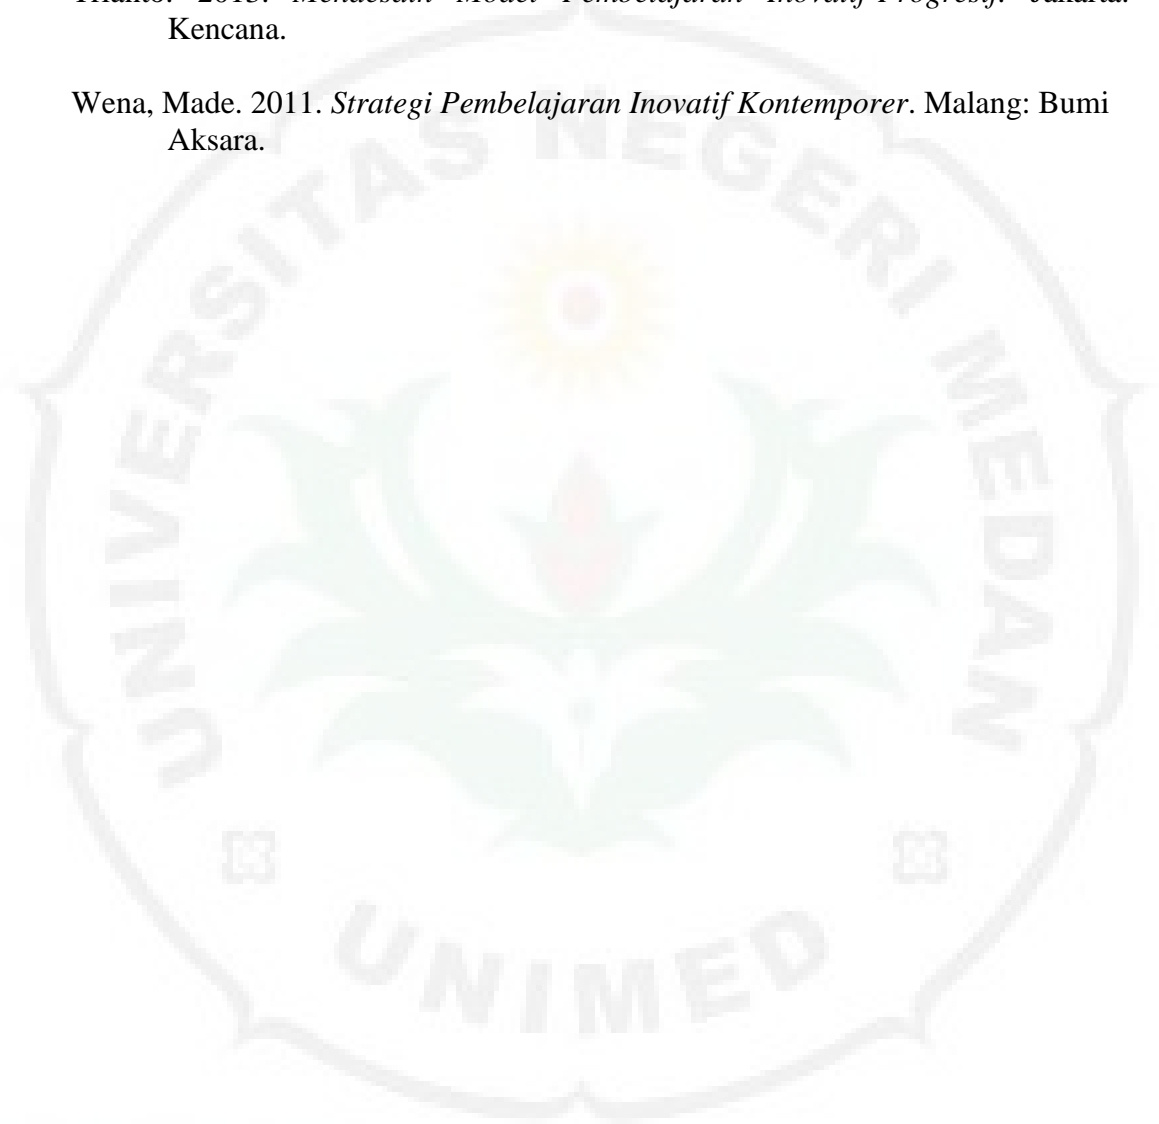 Trianto. Mendesain Model Pembelajaran Inovatif-Progresif. Jakarta:
Kencana.
Wena, Made. 2011. Strategi Pembelajaran Inovatif Kontemporer. Malang: Bumi
Aksara.
UNIVERSITAS NEGERI MEDAN
UNIMED